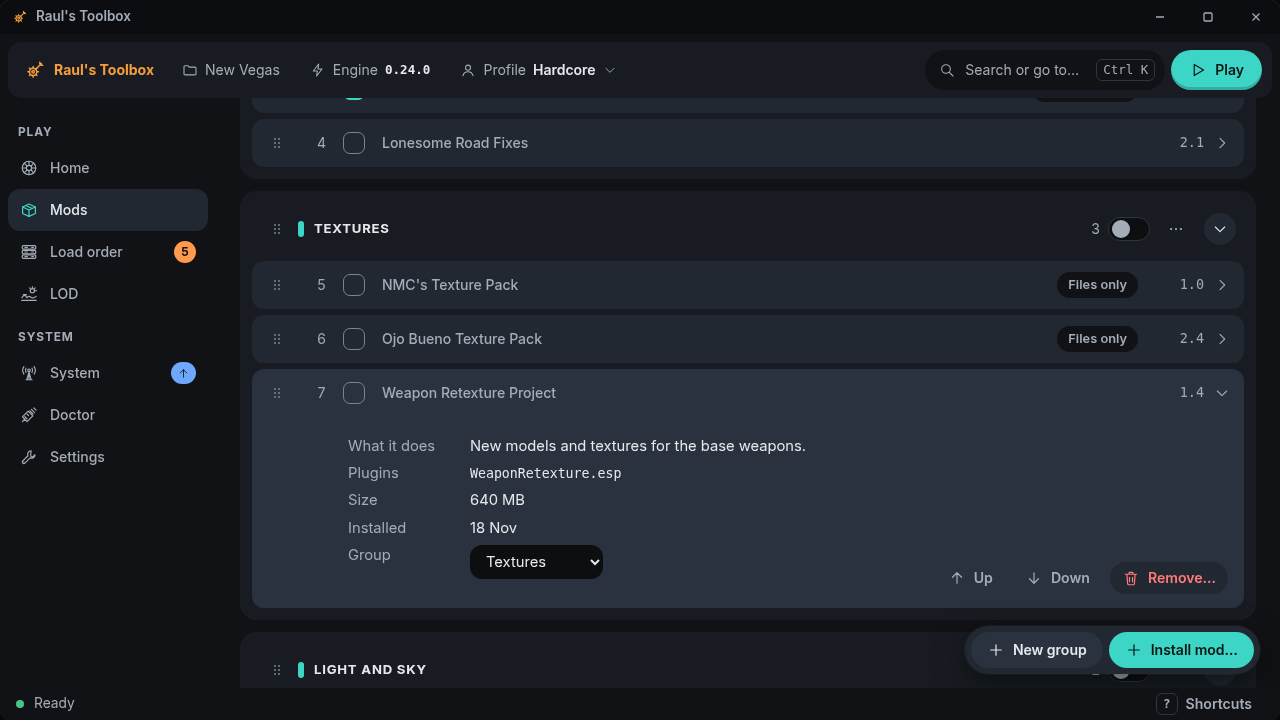 Raul's Toolbox
Raul's Toolbox
New Vegas
Engine 0.24.0
Profile Hardcore
Search or go to...
Ctrl K
Play
PLAY
Home
Mods
Load order
5
LOD
SYSTEM
System
Doctor
Settings
4 Lonesome Road Fixes 2.1
TEXTURES 3
5 NMC's Texture Pack Files only 1.0
6 Ojo Bueno Texture Pack Files only 2.4
7 Weapon Retexture Project 1.4
What it does New models and textures for the base weapons.
Plugins WeaponRetexture.esp
Size 640 MB
Installed 18 Nov
Group Textures
Up
Down
Remove...
LIGHT AND SKY
New group
Install mod...
Ready
? Shortcuts